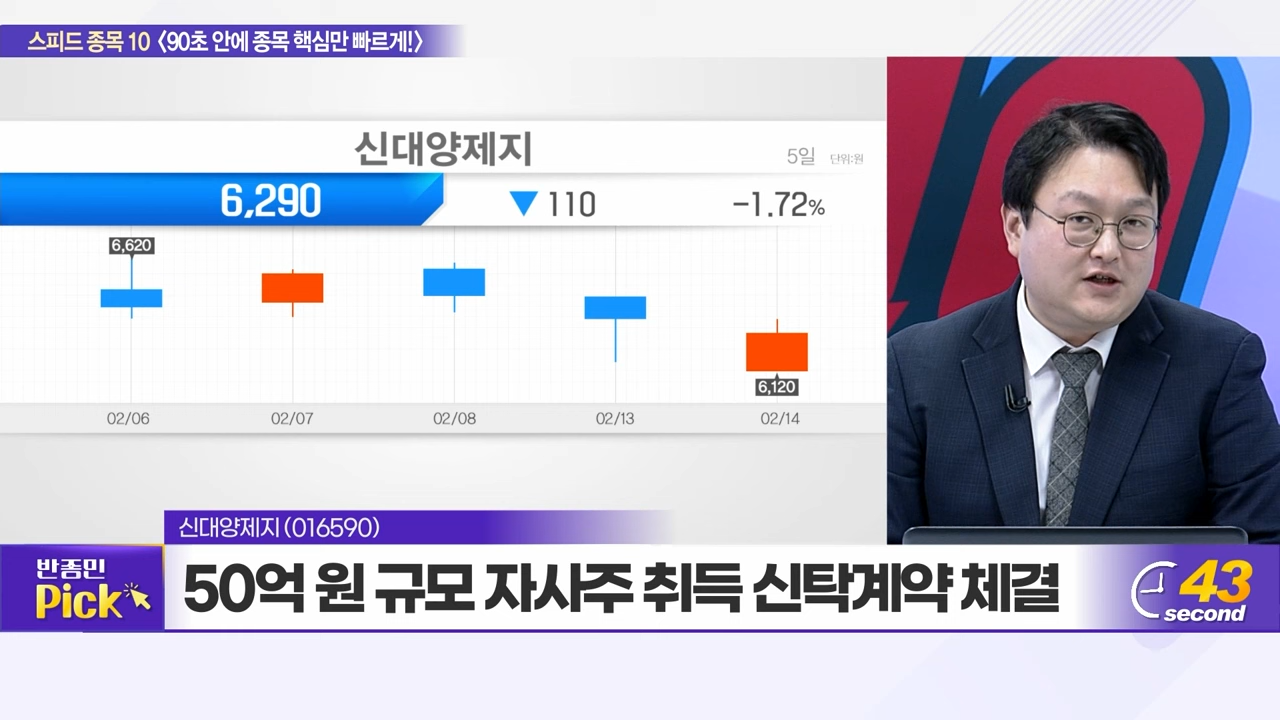 스피드 종목 10 〈90초 안에 종목 핵심만 빠르게!〉
신대양제지
5일 단위:원
6,290 ▼ 110 -1.72%
6,620
6,120
02/06 02/07 02/08 02/13 02/14
신대양제지(016590)
반종민
Pick
50억 원 규모 자사주 취득 신탁계약 체결
43
second